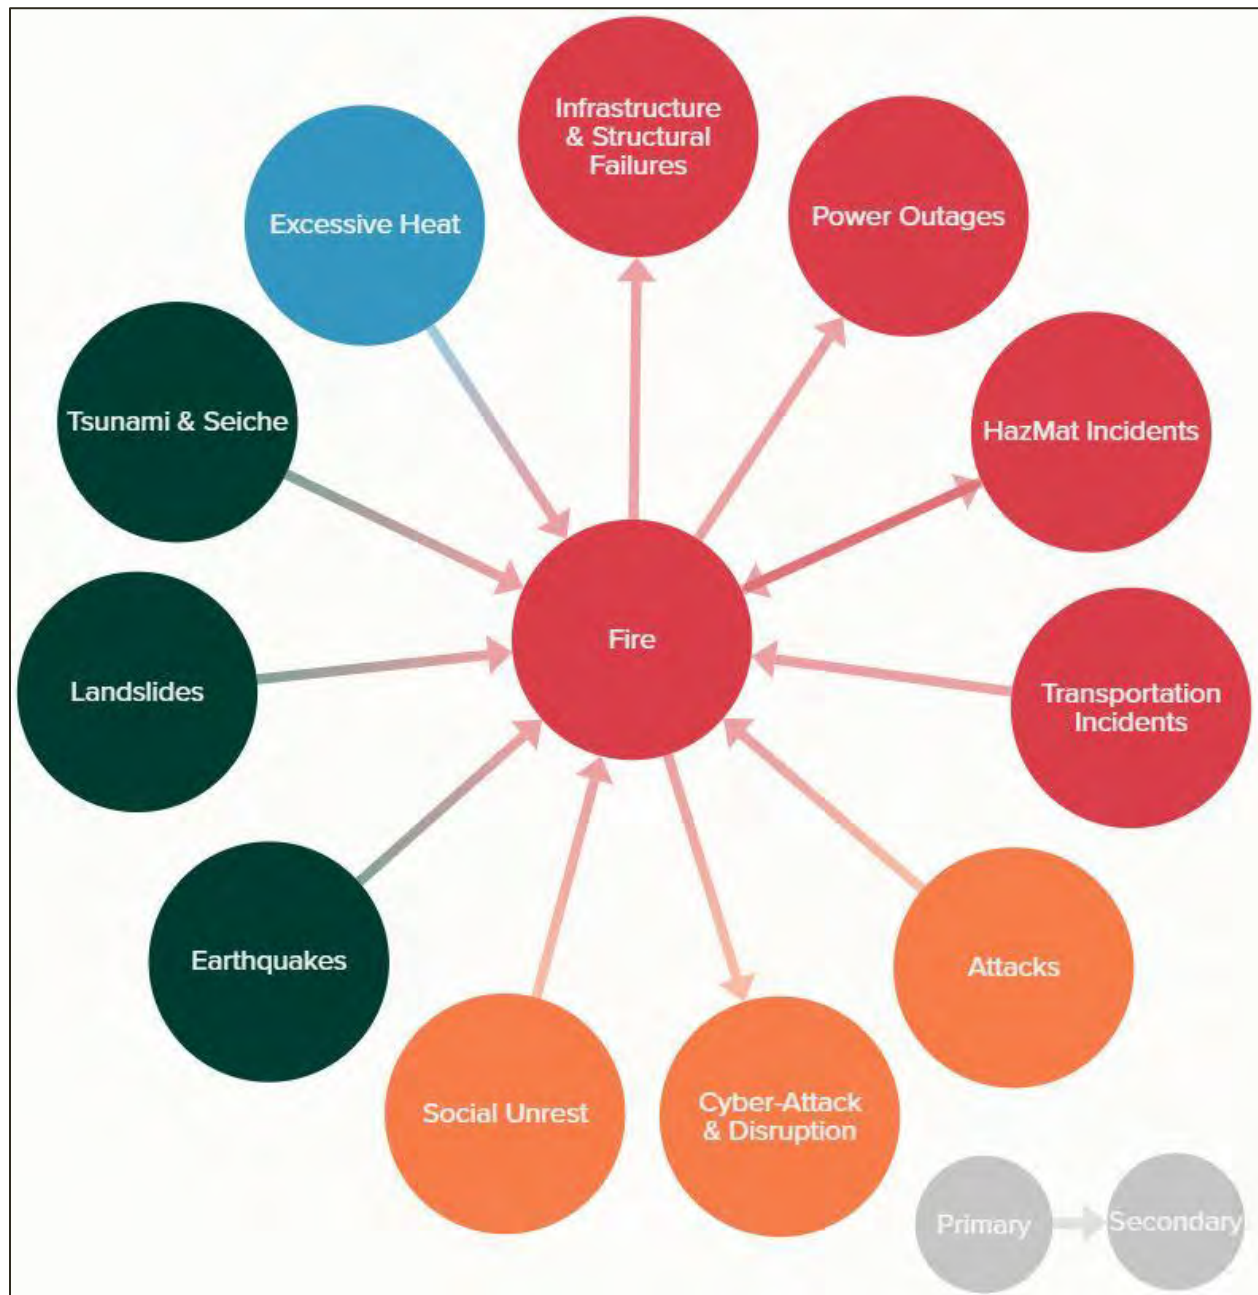 Infrastructure
& Structural
Failures
Power Outages
Excessive Heat
HazMat Incidents
Tsunami & Seiche
Fire
Landslides
Transportation
Incidents
Earthquakes
Attacks
Social Unrest
Cyber-Attack
& Disruption
Primary
Secondary